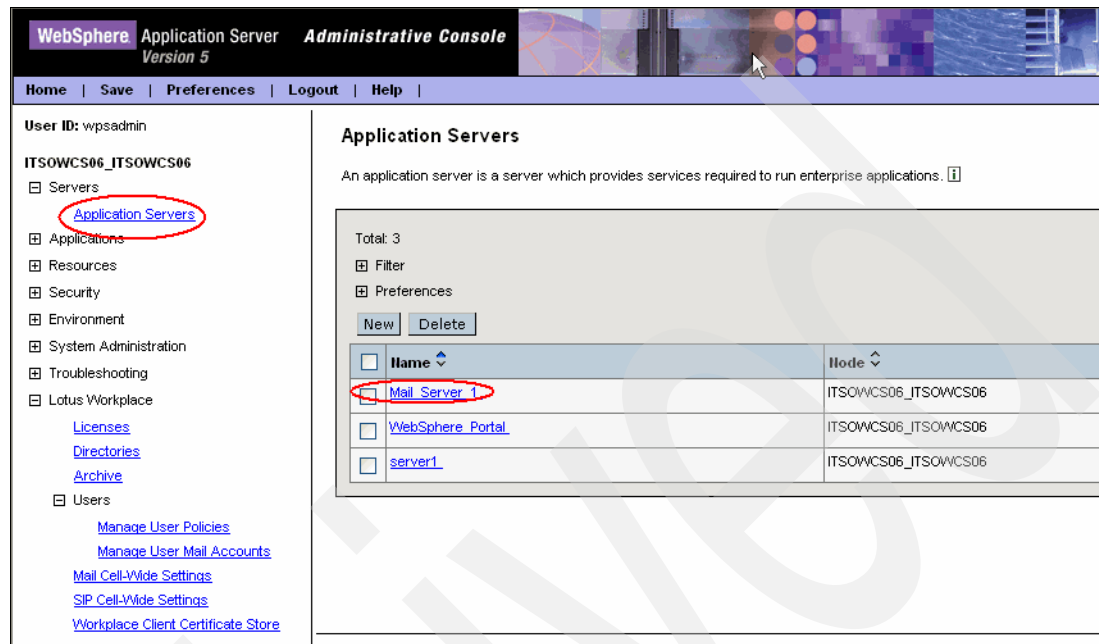 WebSphere Application Server Administrative Console
Version 5
Home | Save | Preferences | Logout | Help |
User ID: wpsadmin
ITSOWCS06_ITSOWCS06
Servers
Application Servers
Applications
Resources
Security
Environment
System Administration
Troubleshooting
Lotus Workplace
Licenses
Directories
Archive
Users
Manage User Policies
Manage User Mail Accounts
Mail Cell-Wide Settings
SIP Cell-Wide Settings
Workplace Client Certificate Store
Application Servers
An application server is a server which provides services required to run enterprise applications. i
Total: 3
Filter
Preferences
New Delete
Name Node
Mail_Server_1 ITSOWCS06_ITSOWCS06
WebSphere_Portal ITSOWCS06_ITSOWCS06
server1 ITSOWCS06_ITSOWCS06